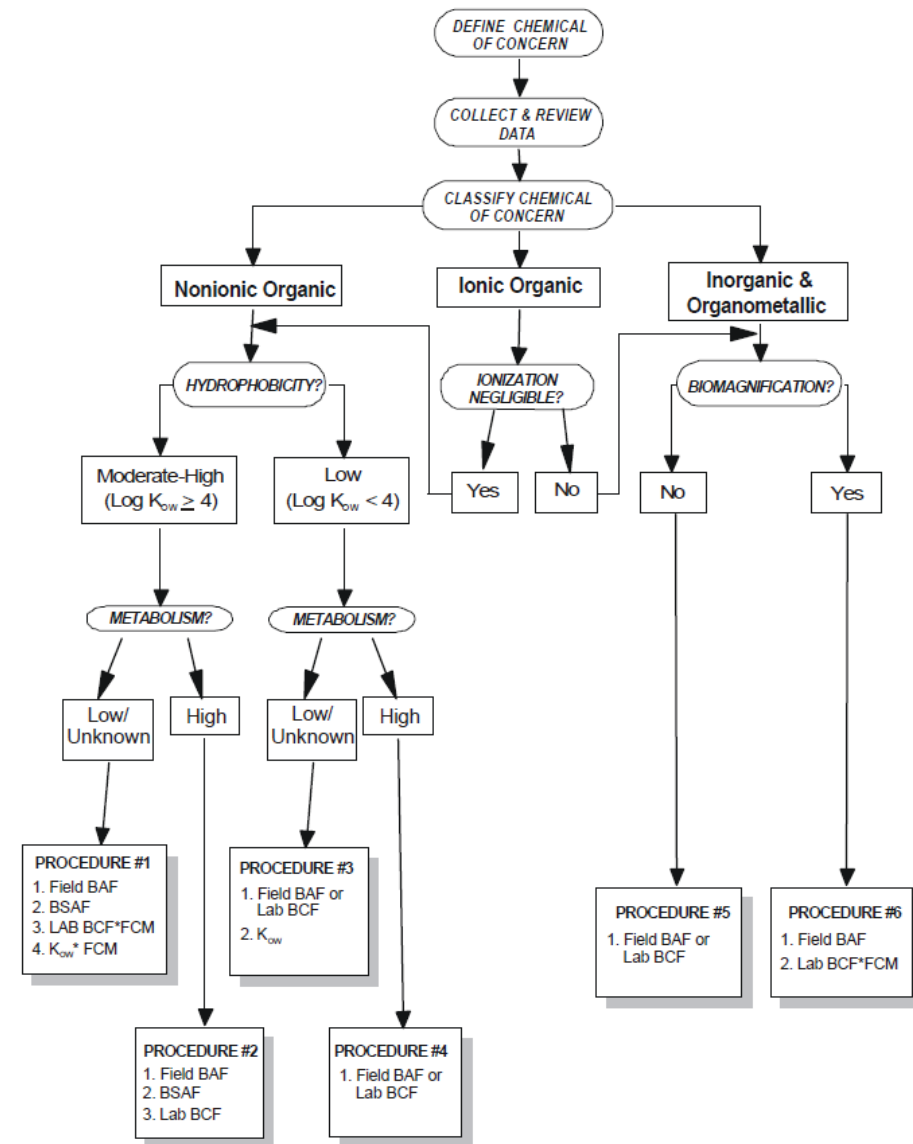 DEFINE CHEMICAL
OF CONCERN
COLLECT & REVIEW
DATA
CLASSIFY CHEMICAL
OF CONCERN
Nonionic Organic
Ionic Organic
Inorganic &
Organometallic
HYDROPHOBICITY?
IONIZATION
NEGLIGIBLE?
BIOMAGNIFICATION?
Moderate-High
(Log Kow ≥ 4)
Low
(Log Kow < 4)
Yes
No
No
Yes
METABOLISM?
METABOLISM?
Low/
Unknown
High
Low/
Unknown
High
PROCEDURE #1
1. Field BAF
2. BSAF
3. LAB BCF*FCM
4. Kow* FCM
PROCEDURE #3
1. Field BAF or
Lab BCF
2. Kow
PROCEDURE #5
1. Field BAF or
Lab BCF
PROCEDURE #6
1. Field BAF
2. Lab BCF*FCM
PROCEDURE #2
1. Field BAF
2. BSAF
3. Lab BCF
PROCEDURE #4
1. Field BAF or
Lab BCF